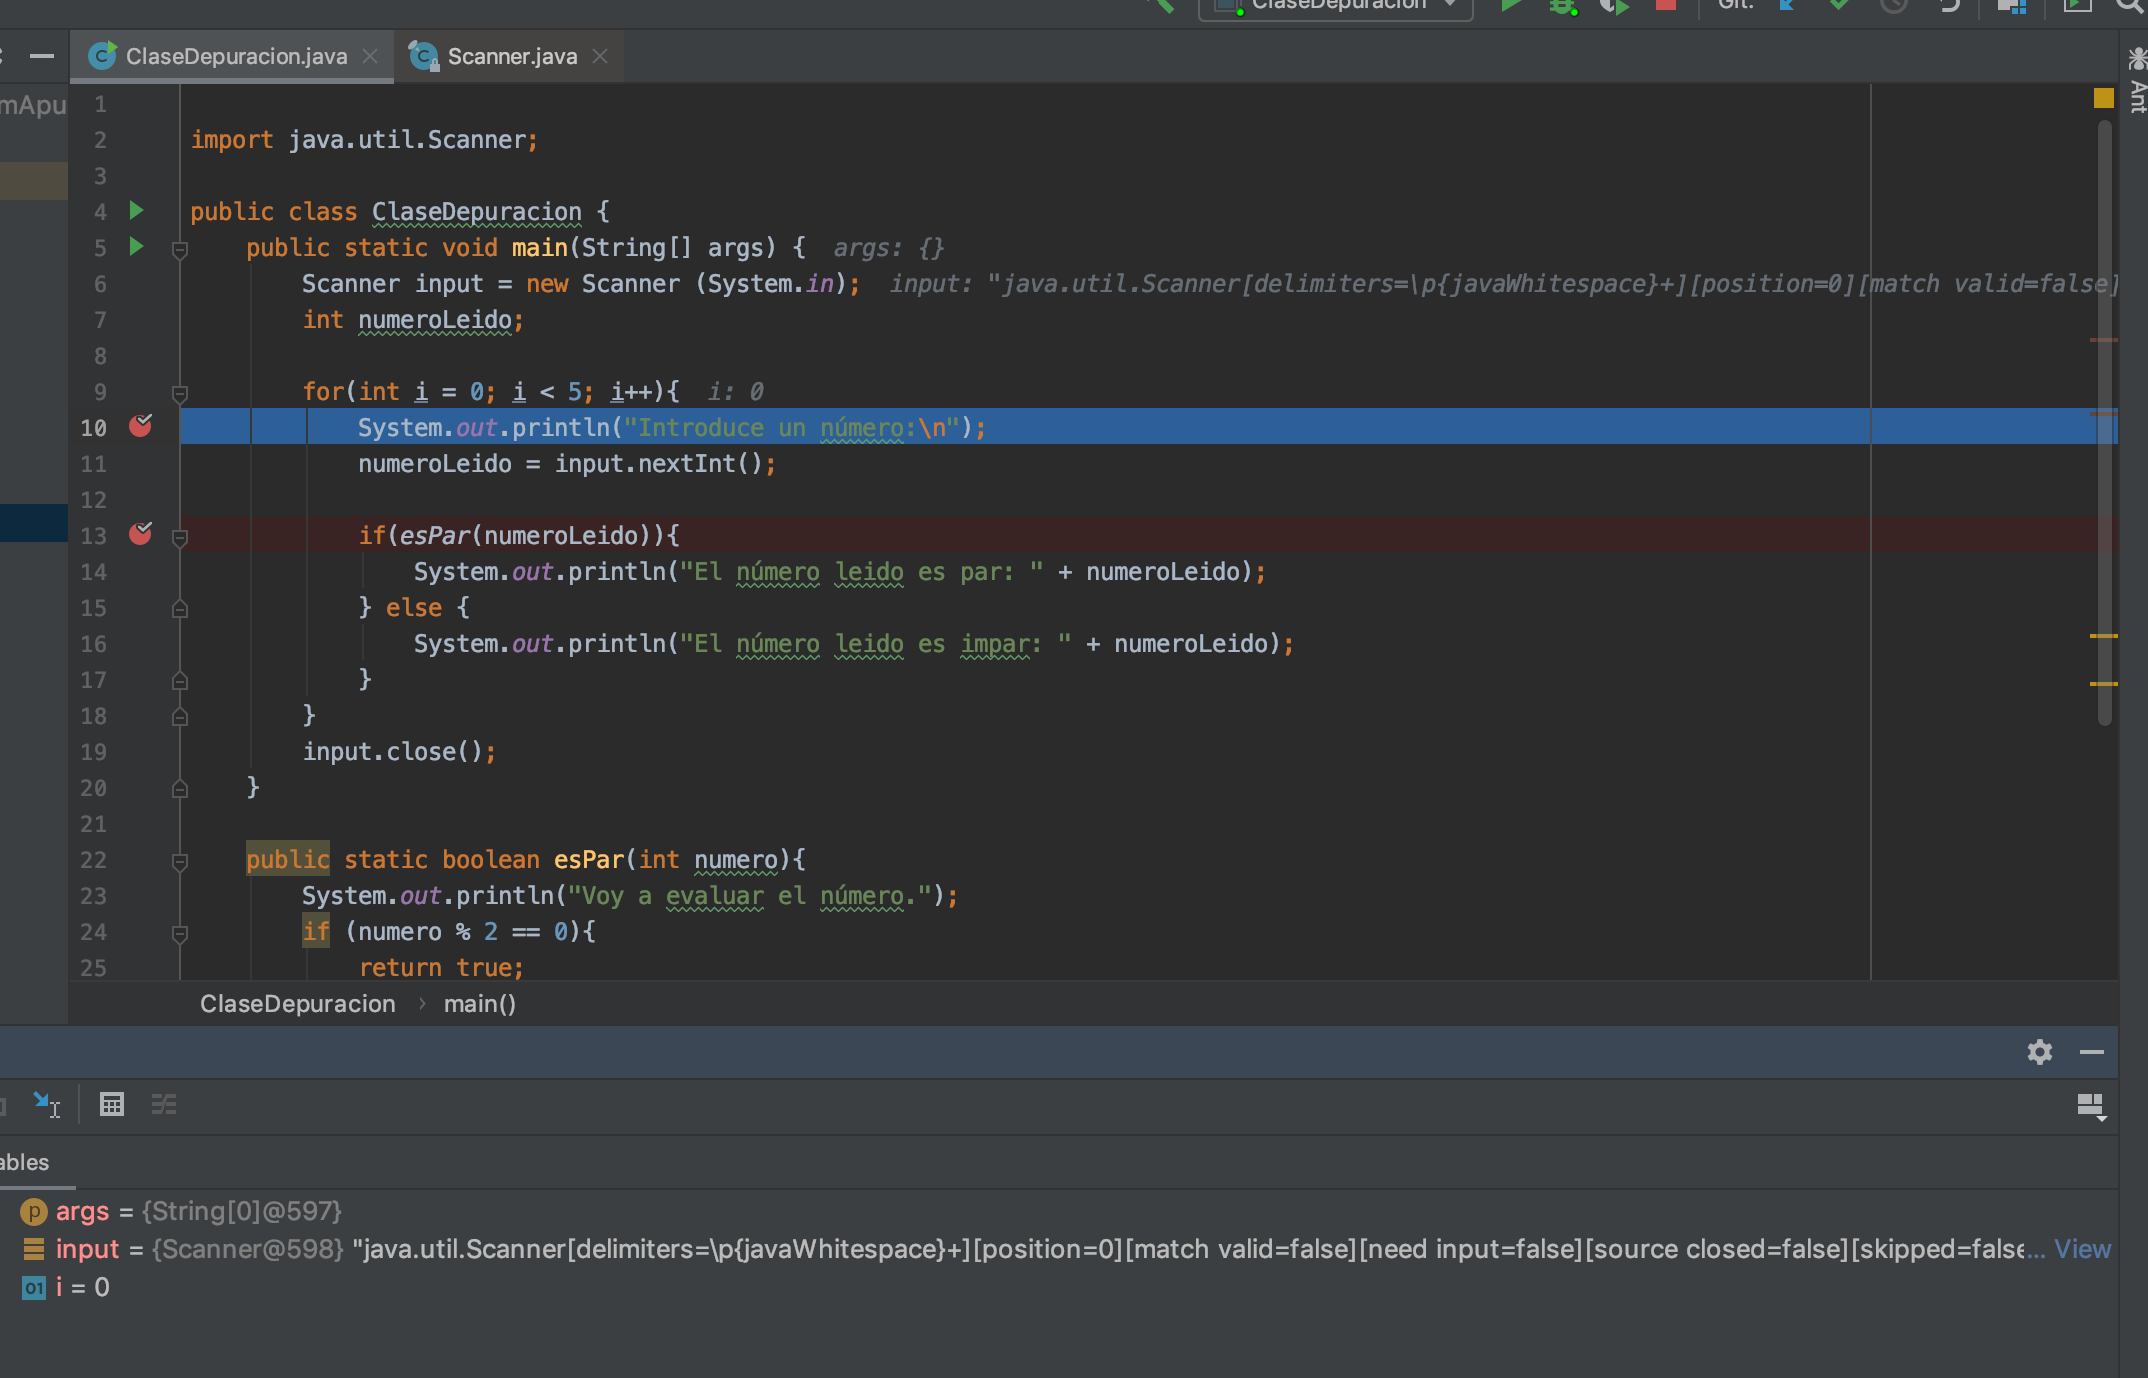 ClaseDepuracion
Git:
ClaseDepuracion.java
Scanner.java
Ant
mApu
1
2 import java.util.Scanner;
3
4 public class ClaseDepuracion {
5 public static void main(String[] args) { args: {}
6 Scanner input = new Scanner (System.in); input: "java.util.Scanner[delimiters=\p{javaWhitespace}+][position=0][match valid=false]
7 int numeroLeido;
8
9 for(int i = 0; i < 5; i++){ i: 0
10 System.out.println("Introduce un número:\n");
11 numeroLeido = input.nextInt();
12
13 if(esPar(numeroLeido)){
14 System.out.println("El número leido es par: " + numeroLeido);
15 } else {
16 System.out.println("El número leido es impar: " + numeroLeido);
17 }
18 }
19 input.close();
20 }
21
22 public static boolean esPar(int numero){
23 System.out.println("Voy a evaluar el número.");
24 if (numero % 2 == 0){
25 return true;
ClaseDepuracion › main()
ables
p args = {String[0]@597}
input = {Scanner@598} "java.util.Scanner[delimiters=\p{javaWhitespace}+][position=0][match valid=false][need input=false][source closed=false][skipped=false... View
01 i = 0